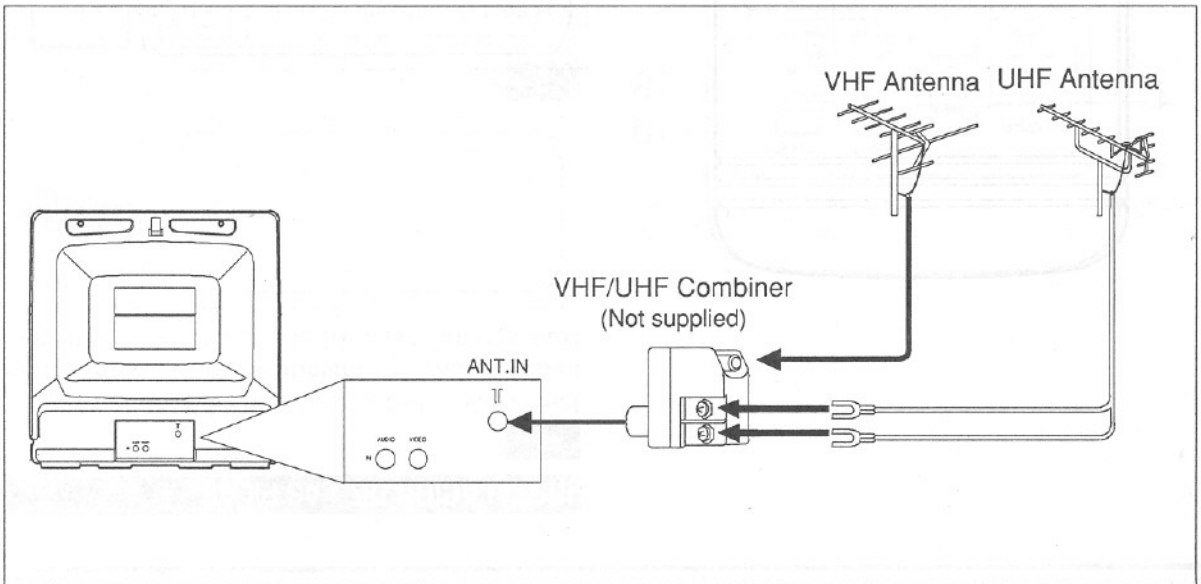 VHF Antenna UHF Antenna
VHF/UHF Combiner
(Not supplied)
ANT.IN
AUDIO VIDEO
IN